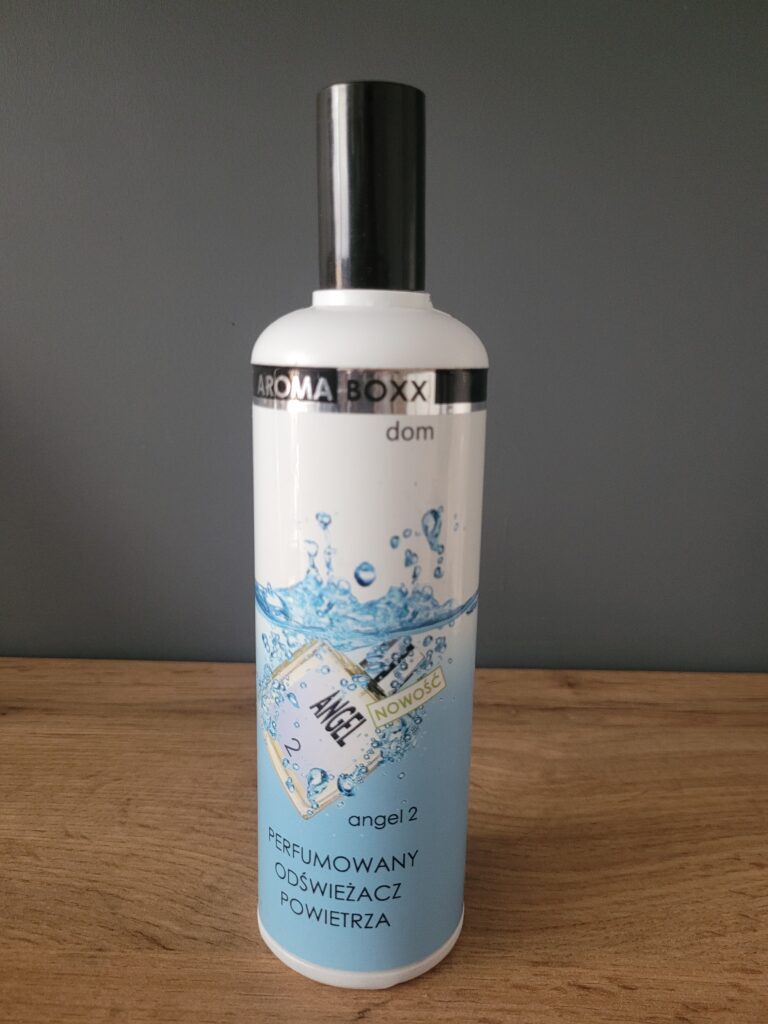 AROMA BOXX
dom
NOWOŚĆ
ANGEL
2
angel 2
PERFUMOWANY
ODŚWIEŻACZ
POWIETRZA